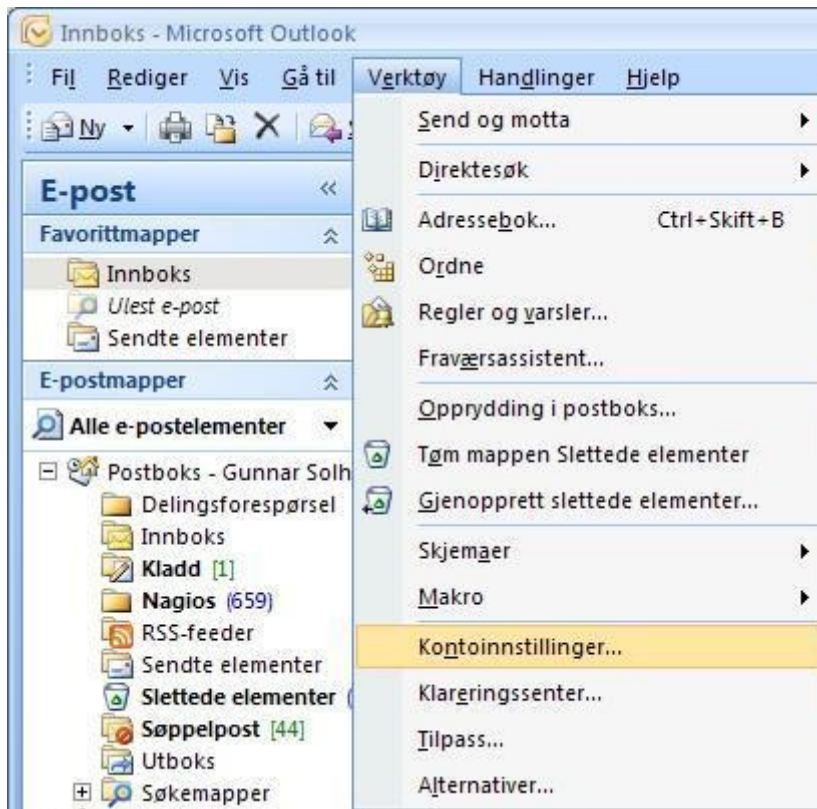 Innboks - Microsoft Outlook
Fil Rediger Vis Gå til Verktøy Handlinger Hjelp
Ny
E-post
Favorittmapper
Innboks
Ulest e-post
Sendte elementer
E-postmapper
Alle e-postelementer
Postboks - Gunnar Solh
Delingsforespørsel
Innboks
Kladd [1]
Nagios (659)
RSS-feeder
Sendte elementer
Slettede elementer (
Søppelpost [44]
Utboks
Søkemapper
Send og motta
Direktesøk
Adressebok... Ctrl+Skift+B
Ordne
Regler og varsler...
Fraværsassistent...
Opprydding i postboks...
Tøm mappen Slettede elementer
Gjenopprett slettede elementer...
Skjemaer
Makro
Kontoinnstillinger...
Klareringssenter...
Tilpass...
Alternativer...